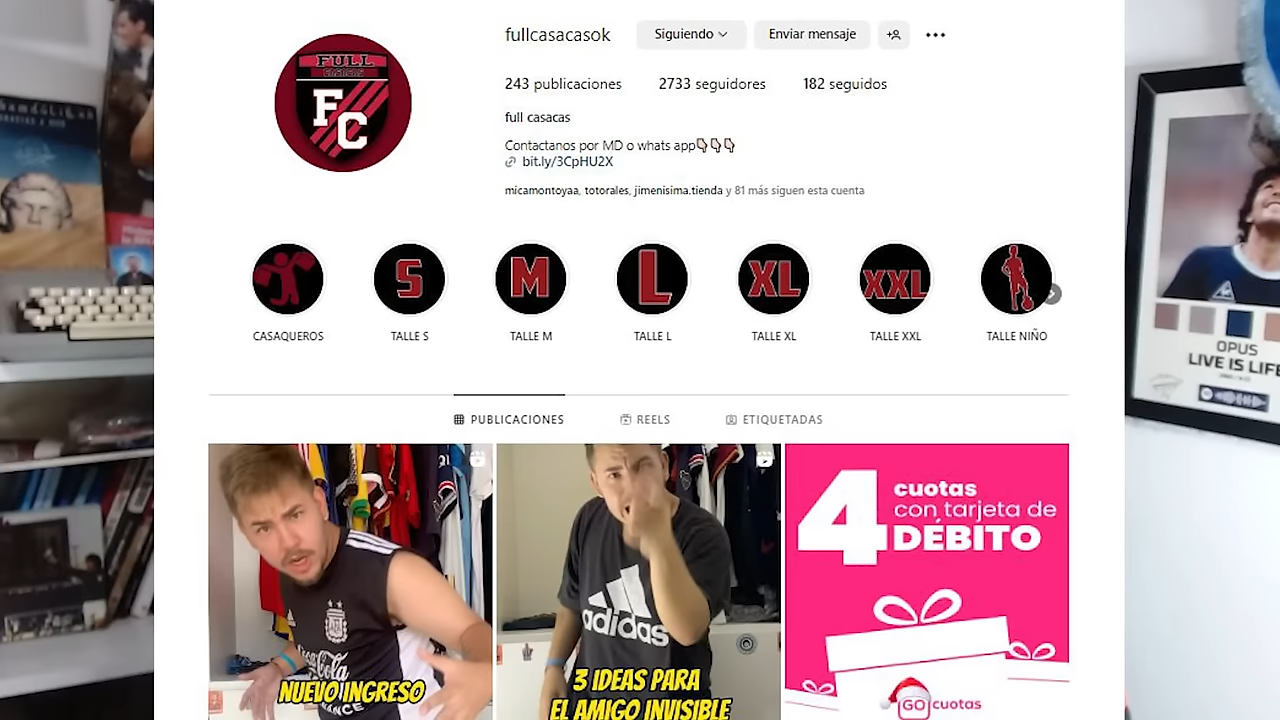 fullcasacasok Siguiendo Enviar mensaje
243 publicaciones 2733 seguidores 182 seguidos
full casacas
Contactanos por MD o whats app
bit.ly/3CpHU2X
micamontoyaa, totorales, jimenisima.tienda y 81 más siguen esta cuenta
FULL
CASACAS
FC
S M L XL XXL
CASAQUEROS TALLE S TALLE M TALLE L TALLE XL TALLE XXL TALLE NIÑO
PUBLICACIONES REELS ETIQUETADAS
Coca-Cola
NUEVO INGRESO
adidas
3 IDEAS PARA
EL AMIGO INVISIBLE
4 cuotas
con tarjeta de
DÉBITO
GO cuotas
OPUS
LIVE IS LIFE